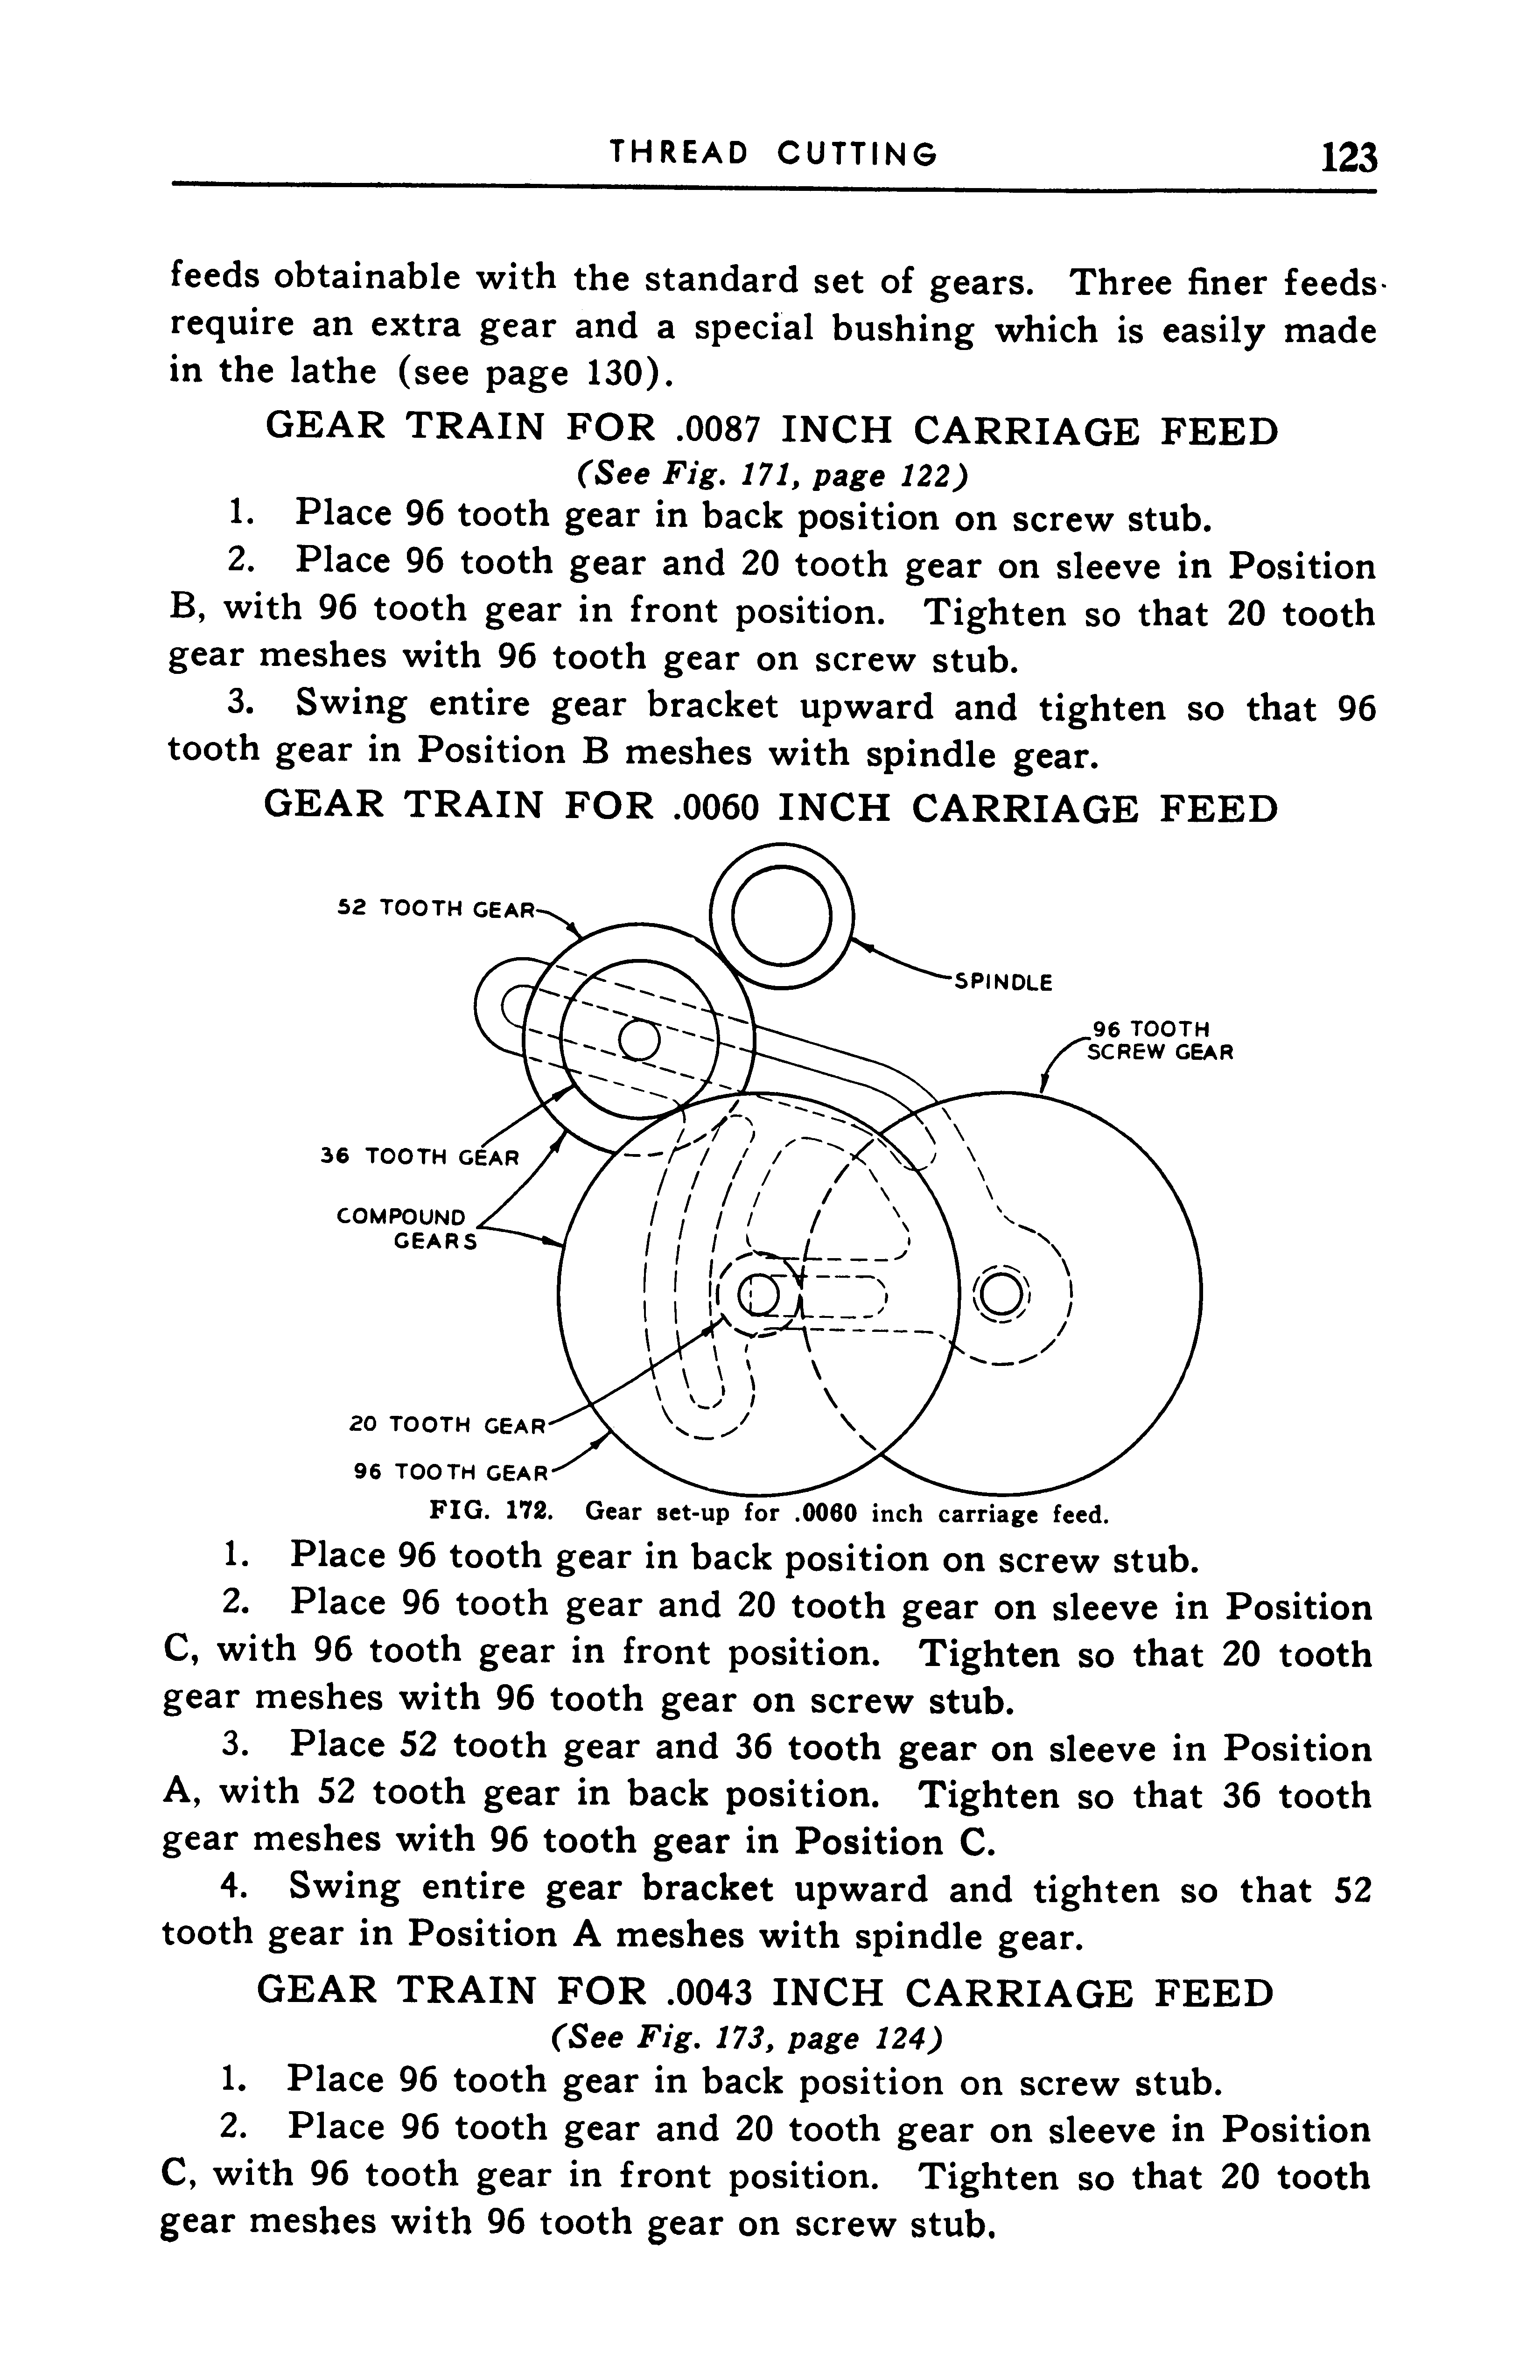 THREAD CUTTING 123
feeds obtainable with the standard set of gears. Three finer feeds
require an extra gear and a special bushing which is easily made
in the lathe (see page 130).
GEAR TRAIN FOR .0087 INCH CARRIAGE FEED
(See Fig. 171, page 122)
1. Place 96 tooth gear in back position on screw stub.
2. Place 96 tooth gear and 20 tooth gear on sleeve in Position
B, with 96 tooth gear in front position. Tighten so that 20 tooth
gear meshes with 96 tooth gear on screw stub.
3. Swing entire gear bracket upward and tighten so that 96
tooth gear in Position B meshes with spindle gear.
GEAR TRAIN FOR .0060 INCH CARRIAGE FEED
52 TOOTH GEAR
SPINDLE
96 TOOTH
SCREW GEAR
36 TOOTH GEAR
COMPOUND
GEARS
20 TOOTH GEAR
96 TOOTH GEAR
FIG. 172. Gear set-up for .0060 inch carriage feed.
1. Place 96 tooth gear in back position on screw stub.
2. Place 96 tooth gear and 20 tooth gear on sleeve in Position
C, with 96 tooth gear in front position. Tighten so that 20 tooth
gear meshes with 96 tooth gear on screw stub.
3. Place 52 tooth gear and 36 tooth gear on sleeve in Position
A, with 52 tooth gear in back position. Tighten so that 36 tooth
gear meshes with 96 tooth gear in Position C.
4. Swing entire gear bracket upward and tighten so that 52
tooth gear in Position A meshes with spindle gear.
GEAR TRAIN FOR .0043 INCH CARRIAGE FEED
(See Fig. 173, page 124)
1. Place 96 tooth gear in back position on screw stub.
2. Place 96 tooth gear and 20 tooth gear on sleeve in Position
C, with 96 tooth gear in front position. Tighten so that 20 tooth
gear meshes with 96 tooth gear on screw stub.